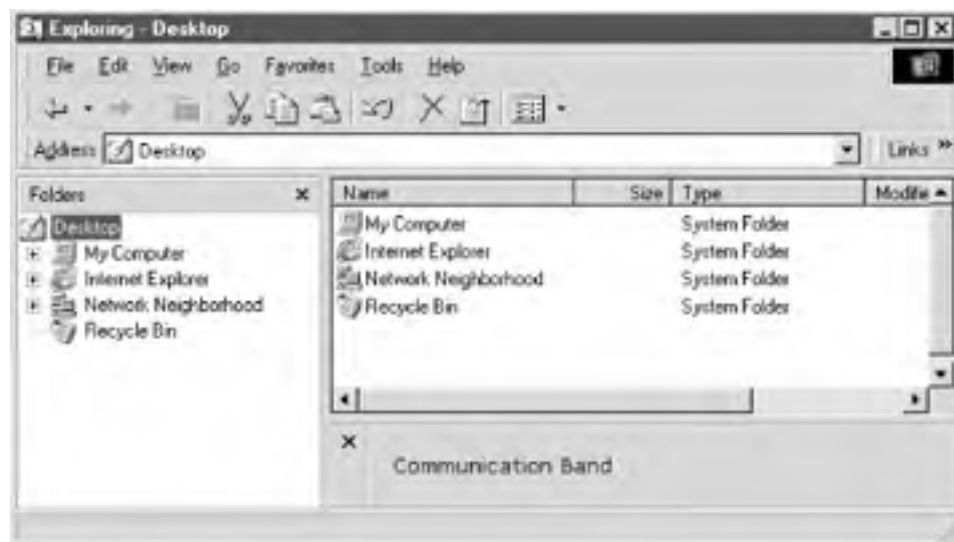 Exploring - Desktop
File Edit View Go Favorites Tools Help
Address Desktop Links »
Folders
Name Size Type Modifie
Desktop
My Computer
Internet Explorer
Network Neighborhood
Recycle Bin
My Computer System Folder
Internet Explorer System Folder
Network Neighborhood System Folder
Recycle Bin System Folder
Communication Band